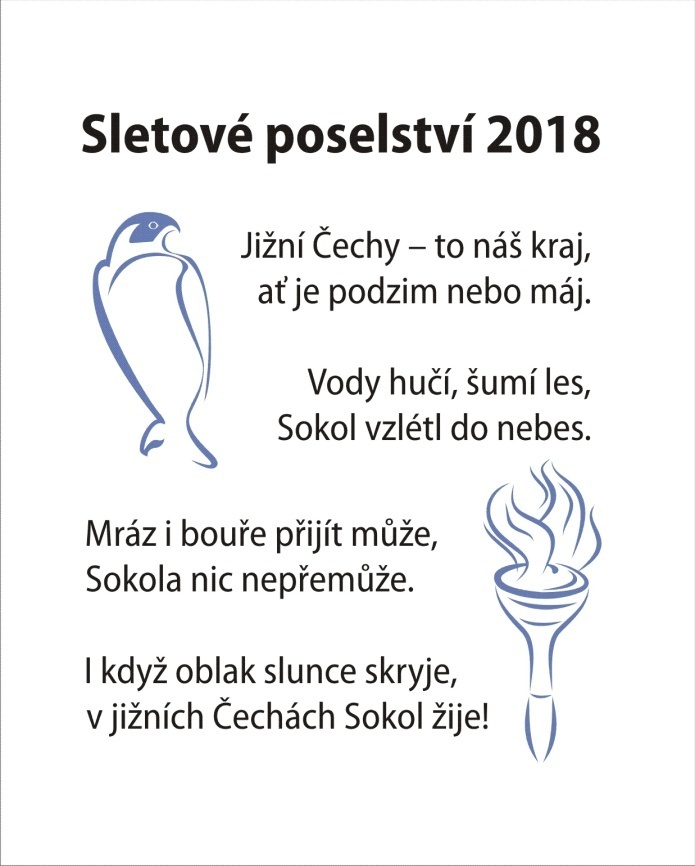 Sletové poselství 2018
Jižní Čechy – to náš kraj,
ať je podzim nebo máj.
Vody hučí, šumí les,
Sokol vzlétl do nebes.
Mráz i bouře přijít může,
Sokola nic nepřemůže.
I když oblak slunce skryje,
v jižních Čechách Sokol žije!